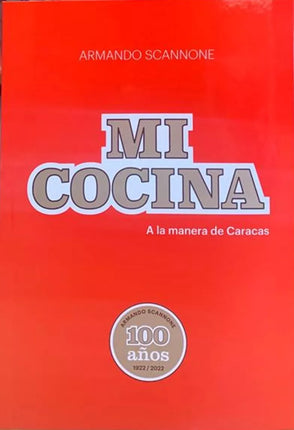 ARMANDO SCANNONE
MI
COCINA
A la manera de Caracas
ARMANDO SCANNONE
100
años
1922 / 2022